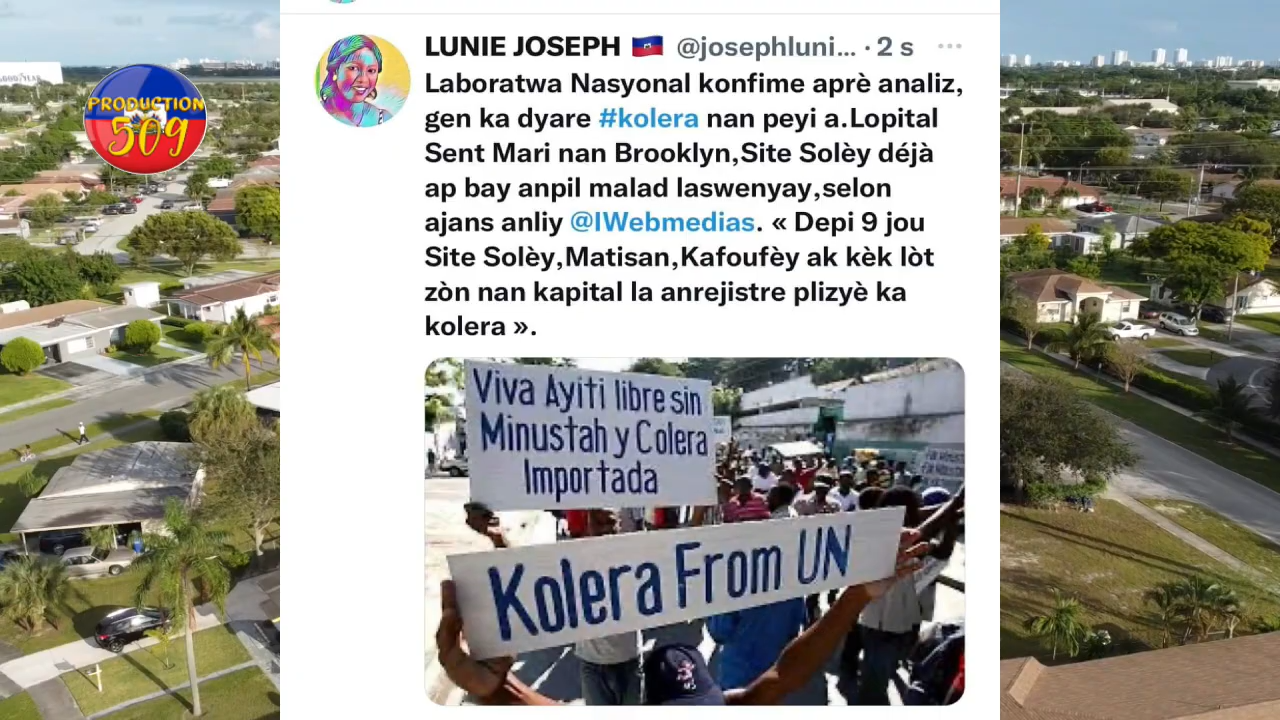 PRODUCTION
509
LUNIE JOSEPH 🇭🇹 @josephluni... · 2 s
Laboratwa Nasyonal konfime aprè analiz,
gen ka dyare #kolera nan peyi a.Lopital
Sent Mari nan Brooklyn,Site Solèy déjà
ap bay anpil malad laswenyay,selon
ajans anliy @IWebmedias. « Depi 9 jou
Site Solèy,Matisan,Kafoufèy ak kèk lòt
zòn nan kapital la anrejistre plizyè ka
kolera ».
Viva Ayiti libre sin
Minustah y Colera
Importada
Kolera From UN